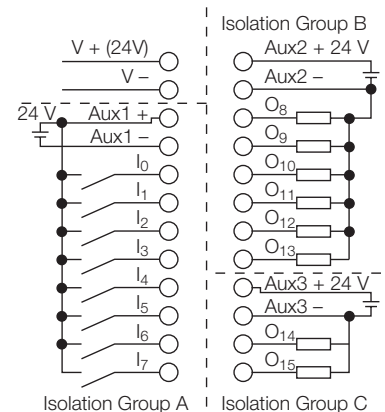 Isolation Group B
V + (24V)
V –
24 V
Aux1 +
Aux1 –
I0
I1
I2
I3
I4
I5
I6
I7
Isolation Group A
Aux2 + 24 V
Aux2 –
O8
O9
O10
O11
O12
O13
Aux3 + 24 V
Aux3 –
O14
O15
Isolation Group C